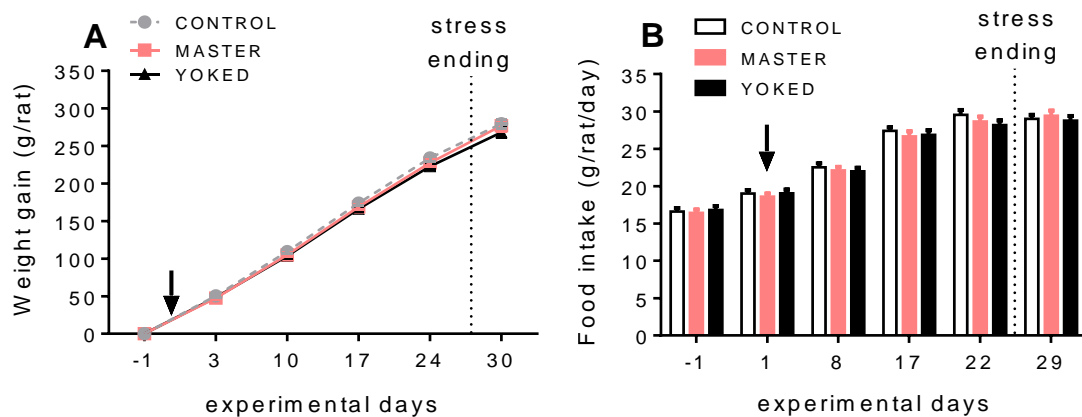 A
CONTROL
MASTER
YOKED
stress
ending
Weight gain (g/rat)
350
300
250
200
150
100
50
0
-1 3 10 17 24 30
experimental days
B
CONTROL
MASTER
YOKED
stress
ending
Food intake (g/rat/day)
35
30
25
20
15
10
5
0
-1 1 8 17 22 29
experimental days